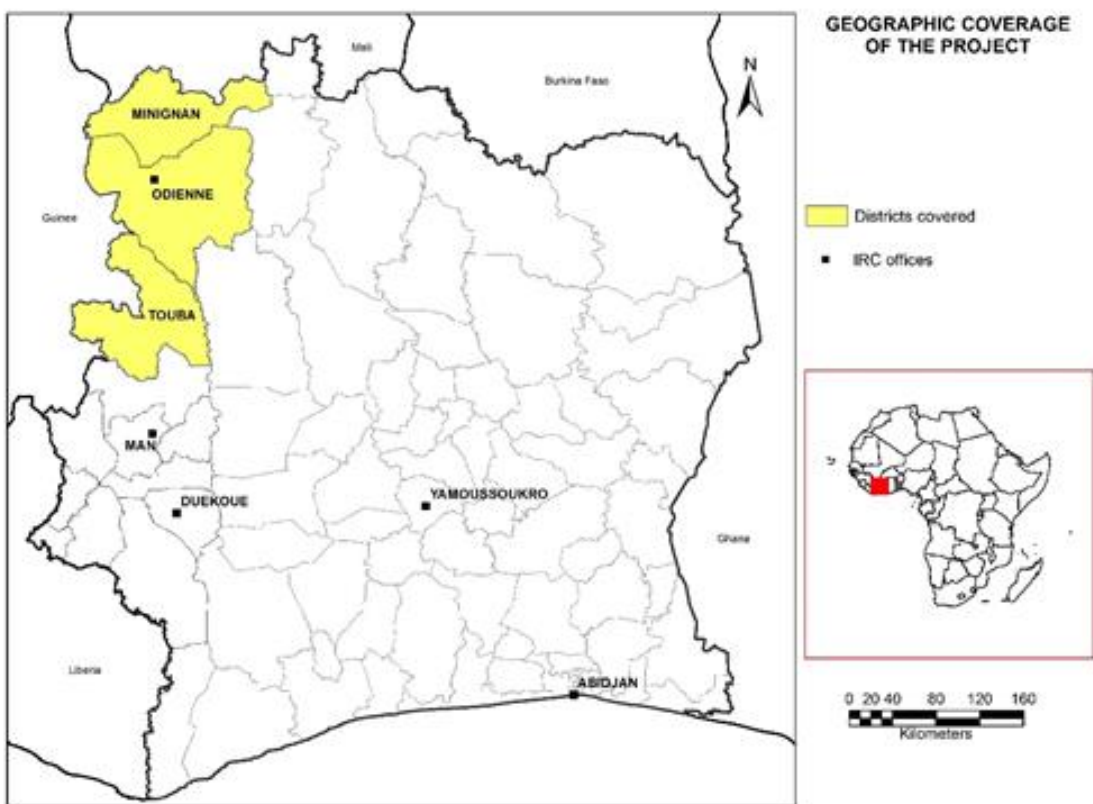 GEOGRAPHIC COVERAGE
OF THE PROJECT
Mali
Burkina Faso
N
MINIGNAN
ODIENNE
Guinee
Districts covered
IRC offices
TOUBA
MAN
DUEKOUE
YAMOUSSOUKRO
Ghana
Liberia
ABIDJAN
0 20 40 80 120 160
Kilometers